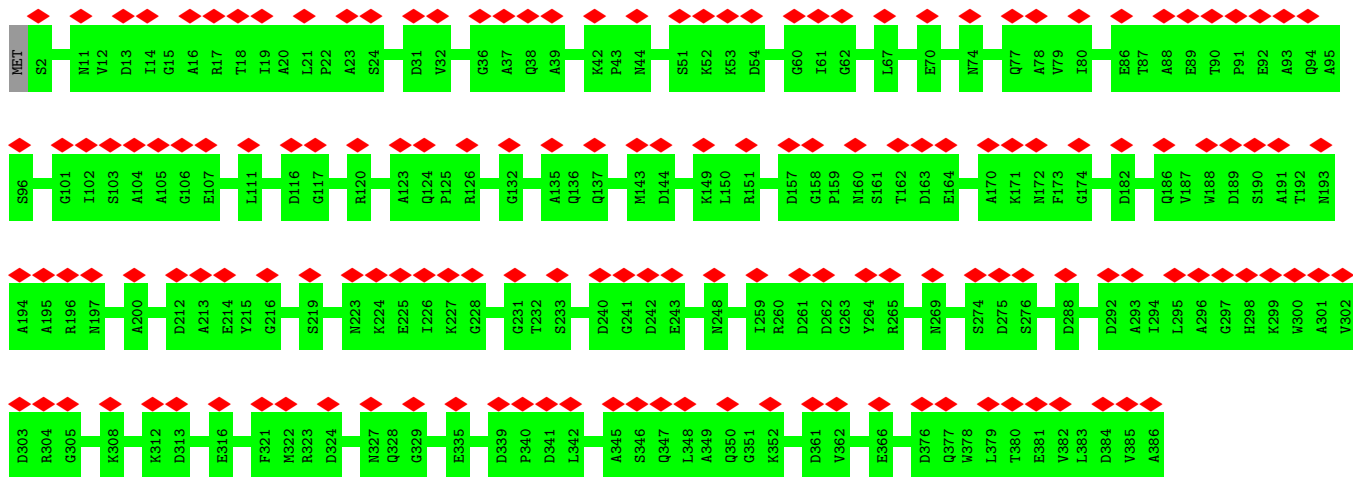 MET S2 N11 V12 D13 I14 G15 A16 R17 T18 I19 A20 L21 P22 A23 S24 D31 V32 G36 A37 Q38 A39 K42 P43 N44 S51 K52 K53 D54 G60 I61 G62 L67 E70 N74 Q77 A78 V79 I80 E86 T87 A88 E89 T90 P91 E92 A93 Q94 A95
S96 G101 I102 S103 A104 A105 G106 E107 L111 D116 G117 R120 A123 Q124 P125 R126 G132 A135 Q136 Q137 M143 D144 K149 L150 R151 D157 G158 P159 N160 S161 T162 D163 E164 A170 K171 N172 F173 G174 D182 Q186 V187 W188 D189 S190 A191 T192 N193
A194 A195 R196 N197 A200 D212 A213 E214 Y215 G216 S219 N223 K224 E225 I226 K227 G228 G231 T232 S233 D240 G241 D242 E243 N248 I259 R260 D261 D262 G263 Y264 R265 N269 S274 D275 S276 D288 D292 A293 I294 L295 A296 G297 H298 K299 W300 A301 V302
D303 R304 G305 K308 K312 D313 E316 F321 M322 R323 D324 N327 Q328 G329 E335 D339 P340 D341 L342 A345 S346 Q347 L348 A349 Q350 G351 K352 D361 V362 E366 D376 Q377 W378 L379 T380 E381 V382 L383 D384 V385 A386